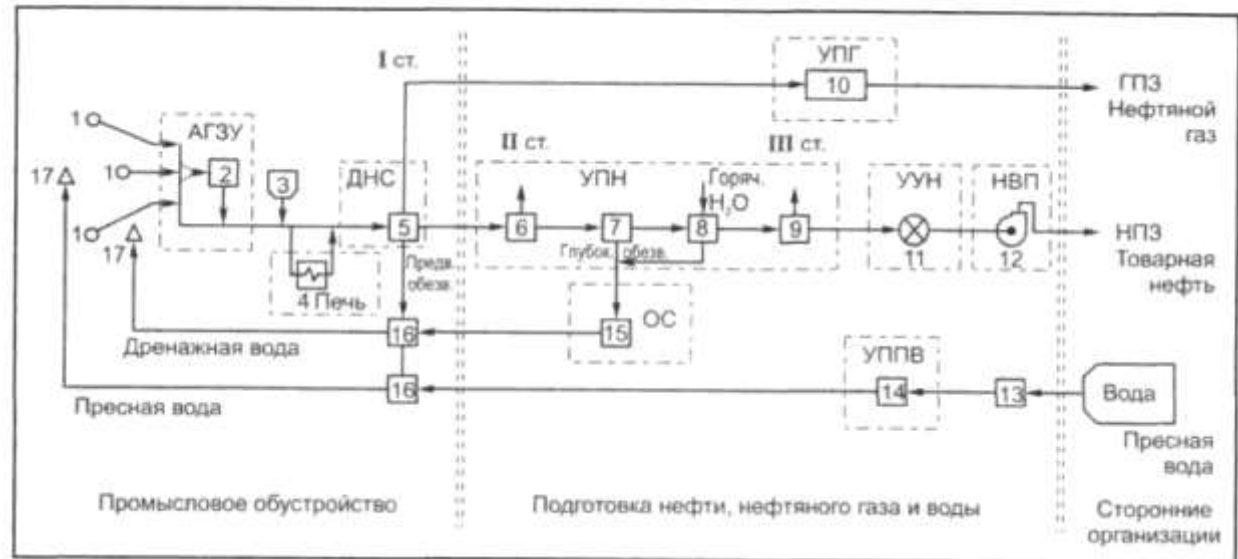 I ст.
УПГ
10
ГПЗ
Нефтяной
газ
1
АГЗУ
2
3
1
17
1
17
ДНС
5
II ст.
УПН
III ст.
Горяч.
H₂O
6
7
8
9
Глубок. обезв.
УУН
11
НВП
12
НПЗ
Товарная
нефть
4 Печь
Предв.
обезв.
16
15
ОС
Дренажная вода
16
Пресная вода
УППВ
14
13
Вода
Пресная
вода
Промысловое обустройство
Подготовка нефти, нефтяного газа и воды
Сторонние
организации